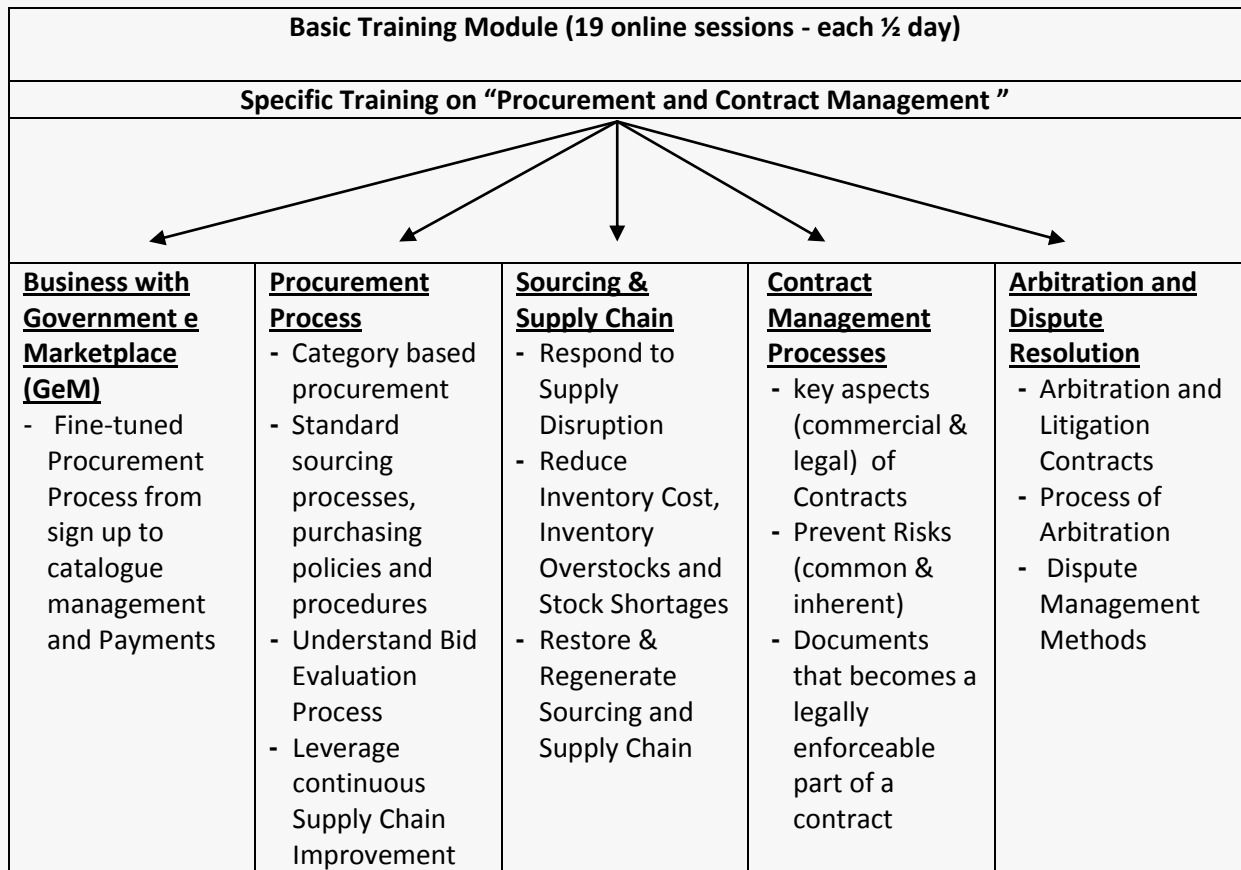 Basic Training Module (19 online sessions - each ½ day)
Specific Training on “Procurement and Contract Management ”
Business with
Government e
Marketplace
(GeM)
- Fine-tuned
Procurement
Process from
sign up to
catalogue
management
and Payments
Procurement
Process
- Category based
procurement
- Standard
sourcing
processes,
purchasing
policies and
procedures
- Understand Bid
Evaluation
Process
- Leverage
continuous
Supply Chain
Improvement
Sourcing &
Supply Chain
- Respond to
Supply
Disruption
- Reduce
Inventory Cost,
Inventory
Overstocks and
Stock Shortages
- Restore &
Regenerate
Sourcing and
Supply Chain
Contract
Management
Processes
- key aspects
(commercial &
legal) of
Contracts
- Prevent Risks
(common &
inherent)
- Documents
that becomes a
legally
enforceable
part of a
contract
Arbitration and
Dispute
Resolution
- Arbitration and
Litigation
Contracts
- Process of
Arbitration
- Dispute
Management
Methods